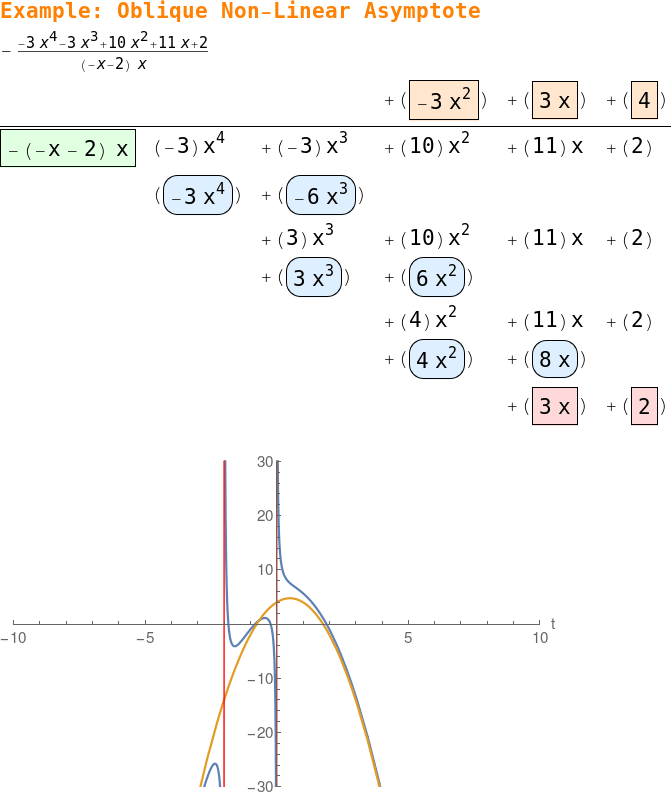 Example: Oblique Non-Linear Asymptote
− (−3 x^4−3 x^3+10 x^2+11 x+2)/((−x−2) x)
+ (−3 x^2) + (3 x) + (4)
−(−x − 2) x (−3) x^4 + (−3) x^3 + (10) x^2 + (11) x + (2)
(−3 x^4) + (−6 x^3)
+ (3) x^3 + (10) x^2 + (11) x + (2)
+ (3 x^3) + (6 x^2)
+ (4) x^2 + (11) x + (2)
+ (4 x^2) + (8 x)
+ (3 x) + (2)
30
20
10
t
−10 −5 5 10
−10
−20
−30